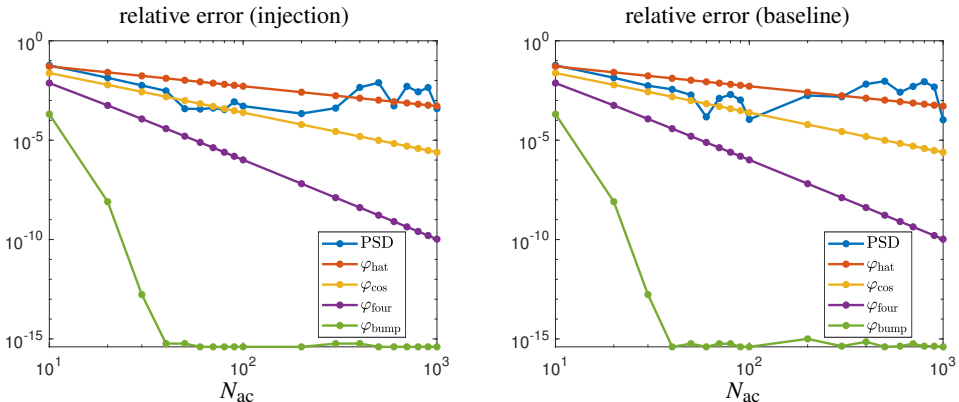 relative error (injection)
10^0
10^-5
10^-10
10^-15
PSD
φ_hat
φ_cos
φ_four
φ_bump
10^1
10^2
10^3
N_ac
relative error (baseline)
10^0
10^-5
10^-10
10^-15
PSD
φ_hat
φ_cos
φ_four
φ_bump
10^1
10^2
10^3
N_ac